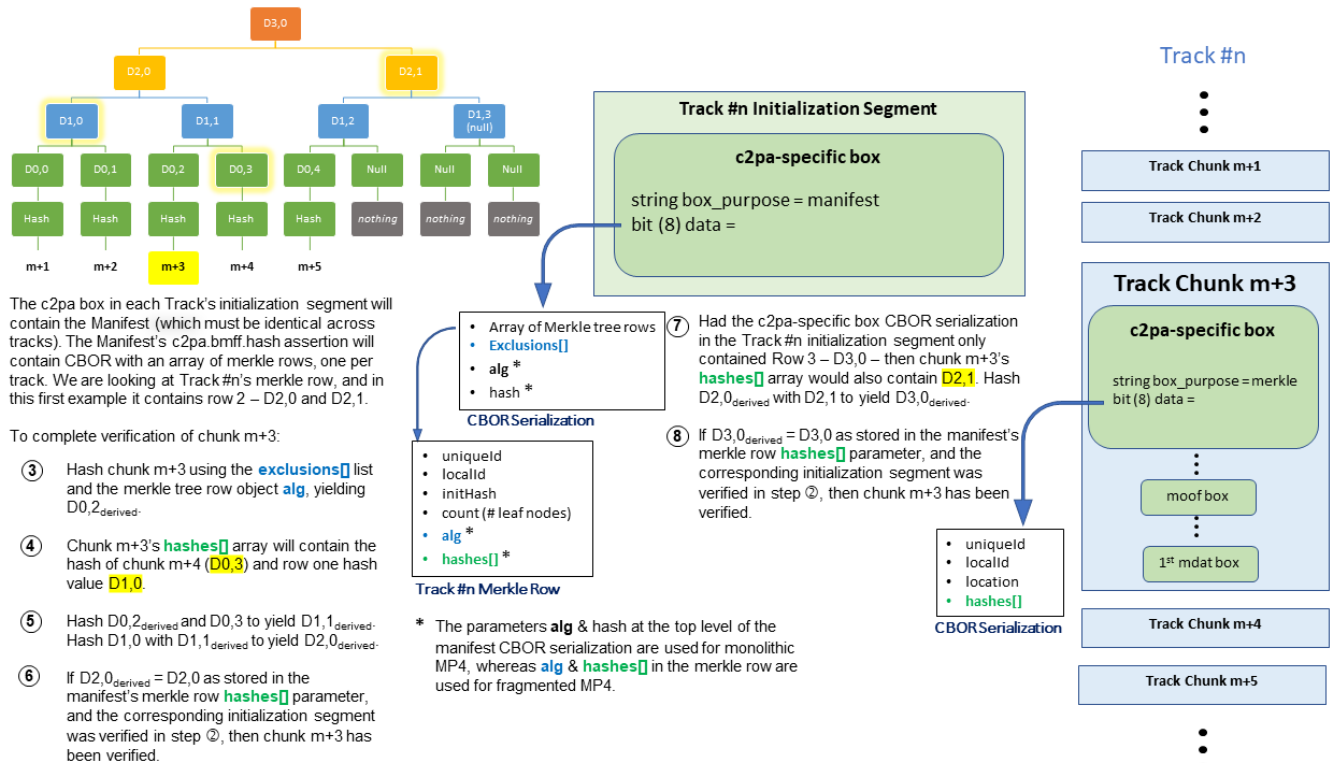 D3,0
D2,0
D2,1
D1,0
D1,1
D1,2
D1,3
(null)
D0,0
D0,1
D0,2
D0,3
D0,4
Null
Null
Null
Hash
Hash
Hash
Hash
Hash
nothing
nothing
nothing
m+1
m+2
m+3
m+4
m+5
The c2pa box in each Track's initialization segment will
contain the Manifest (which must be identical across
tracks). The Manifest's c2pa.bmff.hash assertion will
contain CBOR with an array of merkle rows, one per
track. We are looking at Track #n's merkle row, and in
this first example it contains row 2 – D2,0 and D2,1.
To complete verification of chunk m+3:
③ Hash chunk m+3 using the exclusions[] list
and the merkle tree row object alg, yielding
D0,2derived.
④ Chunk m+3's hashes[] array will contain the
hash of chunk m+4 (D0,3) and row one hash
value D1,0.
⑤ Hash D0,2derived and D0,3 to yield D1,1derived.
Hash D1,0 with D1,1derived to yield D2,0derived.
⑥ If D2,0derived = D2,0 as stored in the
manifest's merkle row hashes[] parameter,
and the corresponding initialization segment
was verified in step ②, then chunk m+3 has
been verified.
Track #n Initialization Segment
c2pa-specific box
string box_purpose = manifest
bit (8) data =
• Array of Merkle tree rows
• Exclusions[]
• alg *
• hash *
CBOR Serialization
• uniqueId
• localId
• initHash
• count (# leaf nodes)
• alg *
• hashes[] *
Track #n Merkle Row
* The parameters alg & hash at the top level of the
manifest CBOR serialization are used for monolithic
MP4, whereas alg & hashes[] in the merkle row are
used for fragmented MP4.
⑦ Had the c2pa-specific box CBOR serialization
in the Track #n initialization segment only
contained Row 3 – D3,0 – then chunk m+3's
hashes[] array would also contain D2,1. Hash
D2,0derived with D2,1 to yield D3,0derived.
⑧ If D3,0derived = D3,0 as stored in the manifest's
merkle row hashes[] parameter, and the
corresponding initialization segment was
verified in step ②, then chunk m+3 has been
verified.
• uniqueId
• localId
• location
• hashes[]
CBOR Serialization
Track #n
Track Chunk m+1
Track Chunk m+2
Track Chunk m+3
c2pa-specific box
string box_purpose = merkle
bit (8) data =
moof box
1st mdat box
Track Chunk m+4
Track Chunk m+5